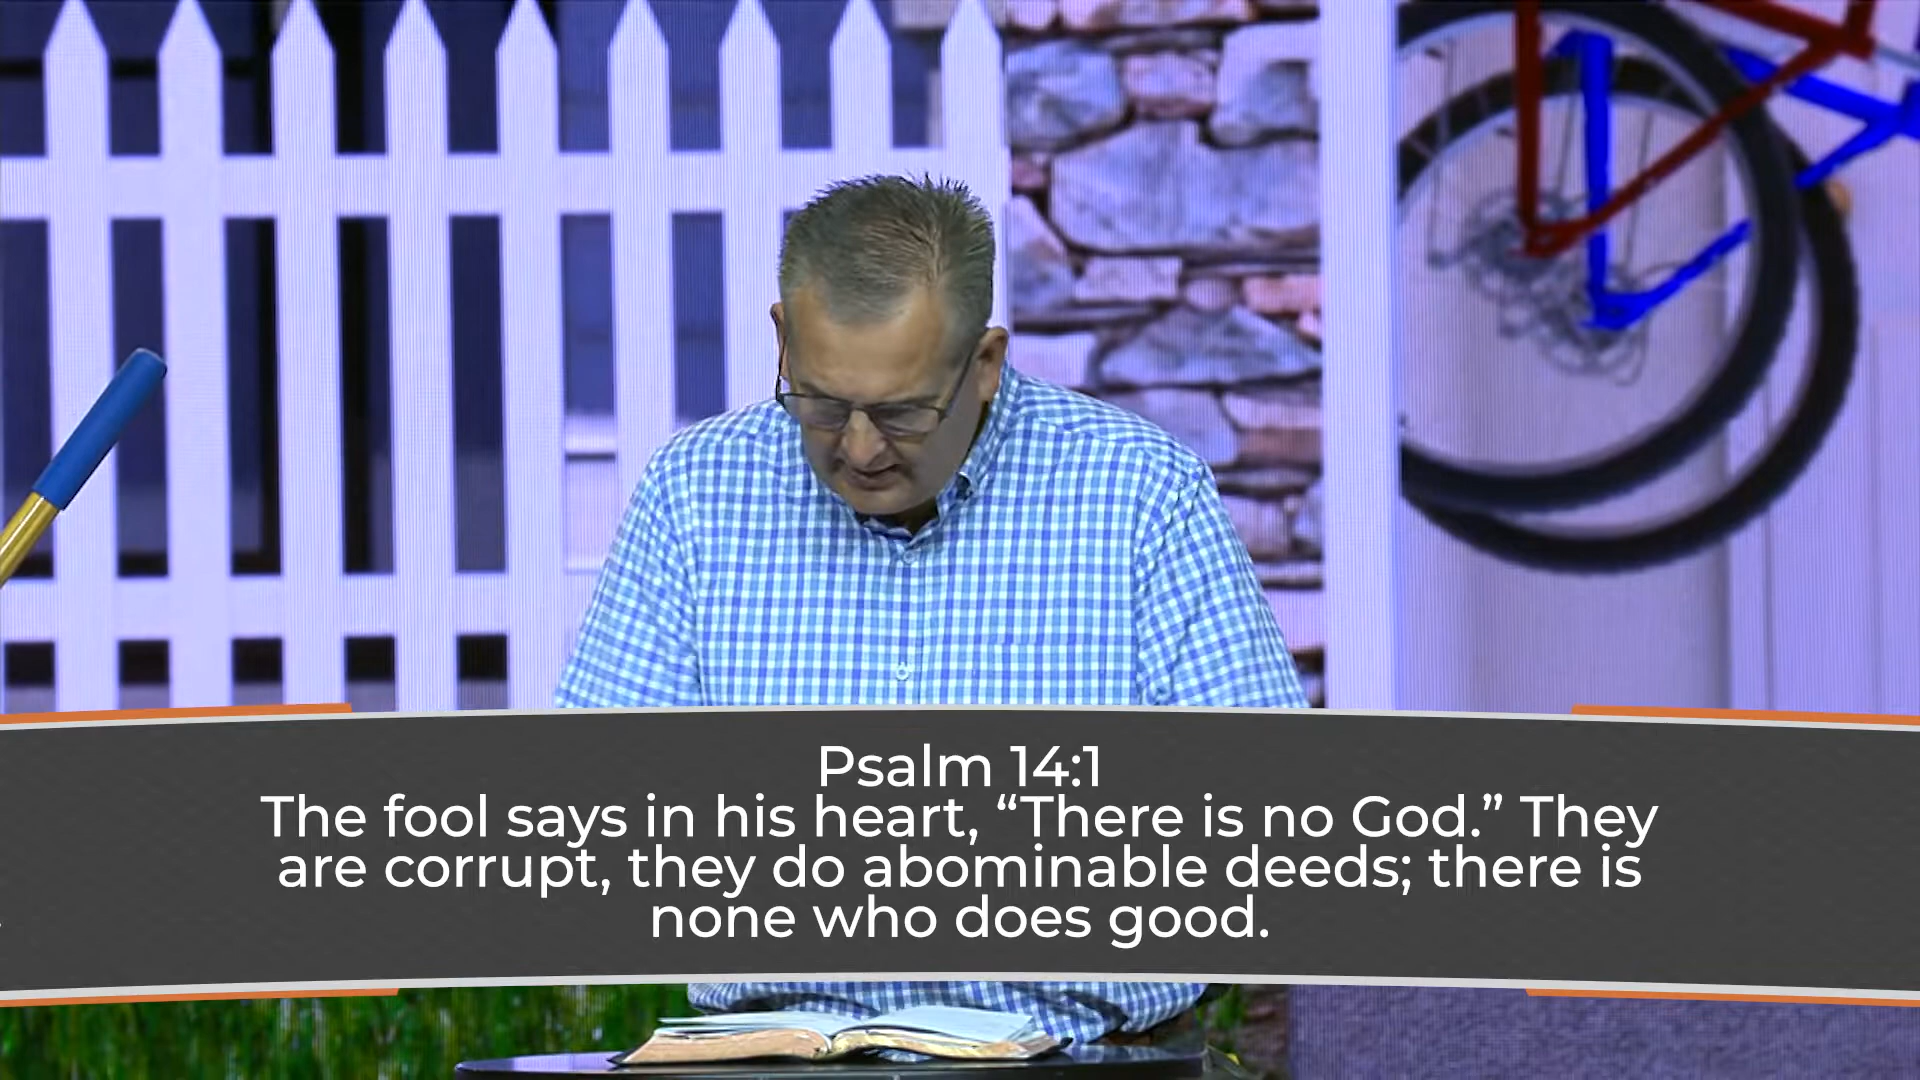 Psalm 14:1
The fool says in his heart, “There is no God.” They
are corrupt, they do abominable deeds; there is
none who does good.